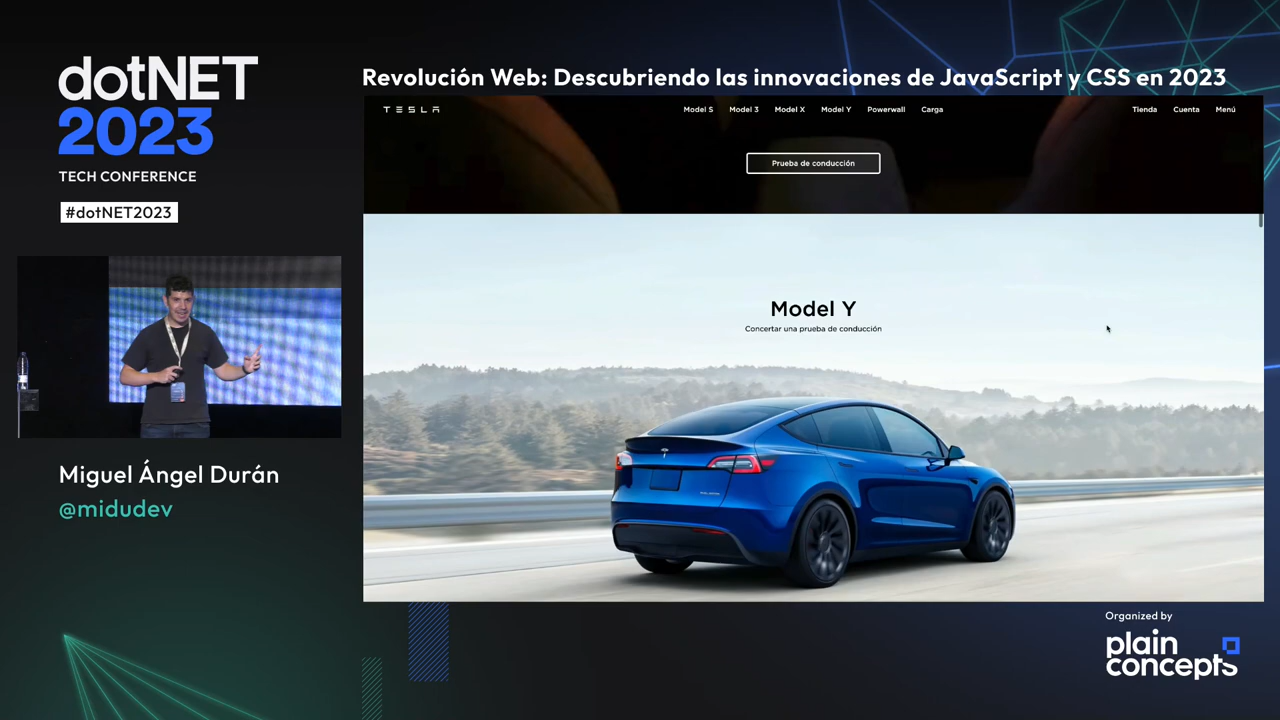 dotNET
2023
TECH CONFERENCE
#dotNET2023
Revolución Web: Descubriendo las innovaciones de JavaScript y CSS en 2023
TESLA
Model S Model 3 Model X Model Y Powerwall Carga
Tienda Cuenta Menú
Prueba de conducción
Model Y
Concertar una prueba de conducción
Miguel Ángel Durán
@midudev
Organized by
plain
concepts